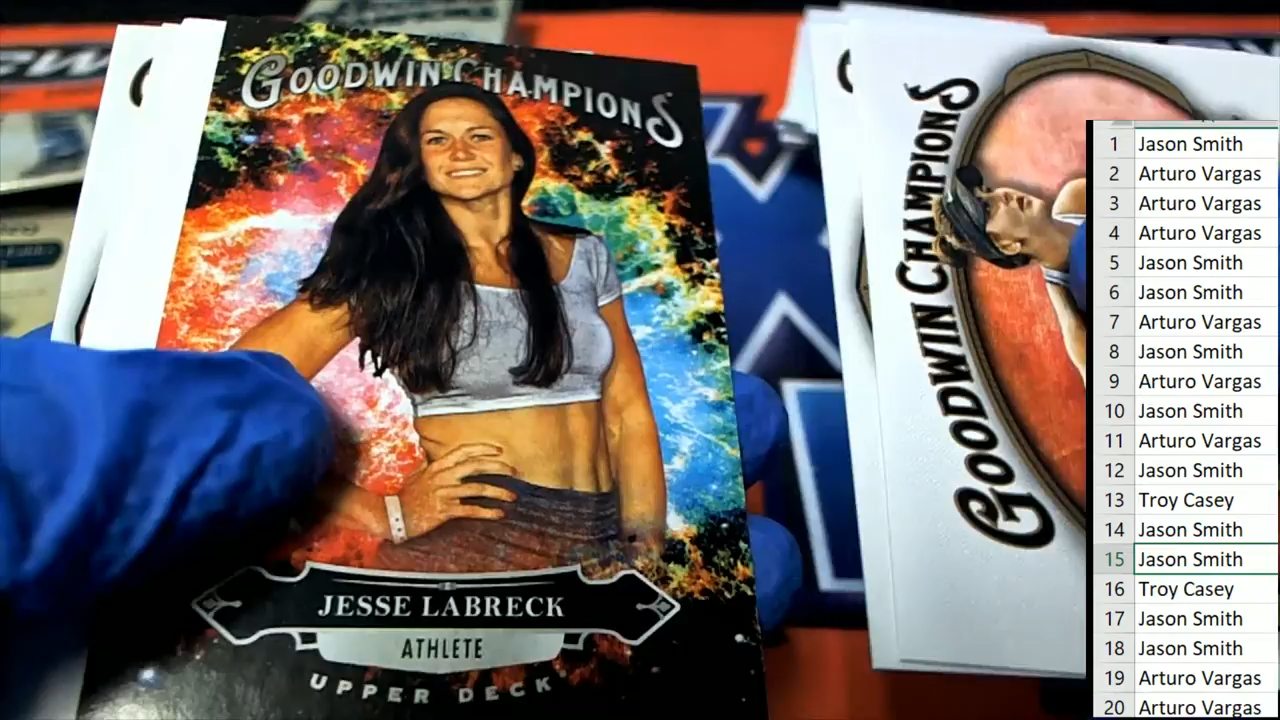 GOODWIN CHAMPIONS
JESSE LABRECK
ATHLETE
UPPER DECK
GOODWIN CHAMPIONS
1 Jason Smith
2 Arturo Vargas
3 Arturo Vargas
4 Arturo Vargas
5 Jason Smith
6 Jason Smith
7 Arturo Vargas
8 Jason Smith
9 Arturo Vargas
10 Jason Smith
11 Arturo Vargas
12 Jason Smith
13 Troy Casey
14 Jason Smith
15 Jason Smith
16 Troy Casey
17 Jason Smith
18 Jason Smith
19 Arturo Vargas
20 Arturo Vargas